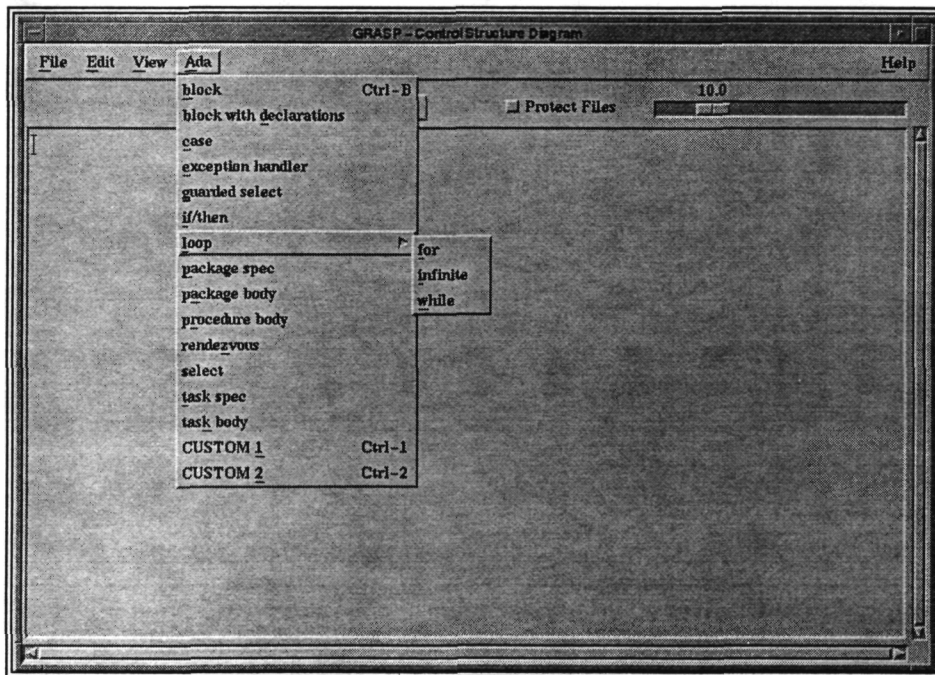 GRASP - Control Structure Diagram
File Edit View Ada Help
block Ctrl-B
10.0
Protect Files
block with declarations
case
exception handler
guarded select
if/then
loop
for
package spec
infinite
package body
while
procedure body
rendezvous
select
task spec
task body
CUSTOM 1 Ctrl-1
CUSTOM 2 Ctrl-2